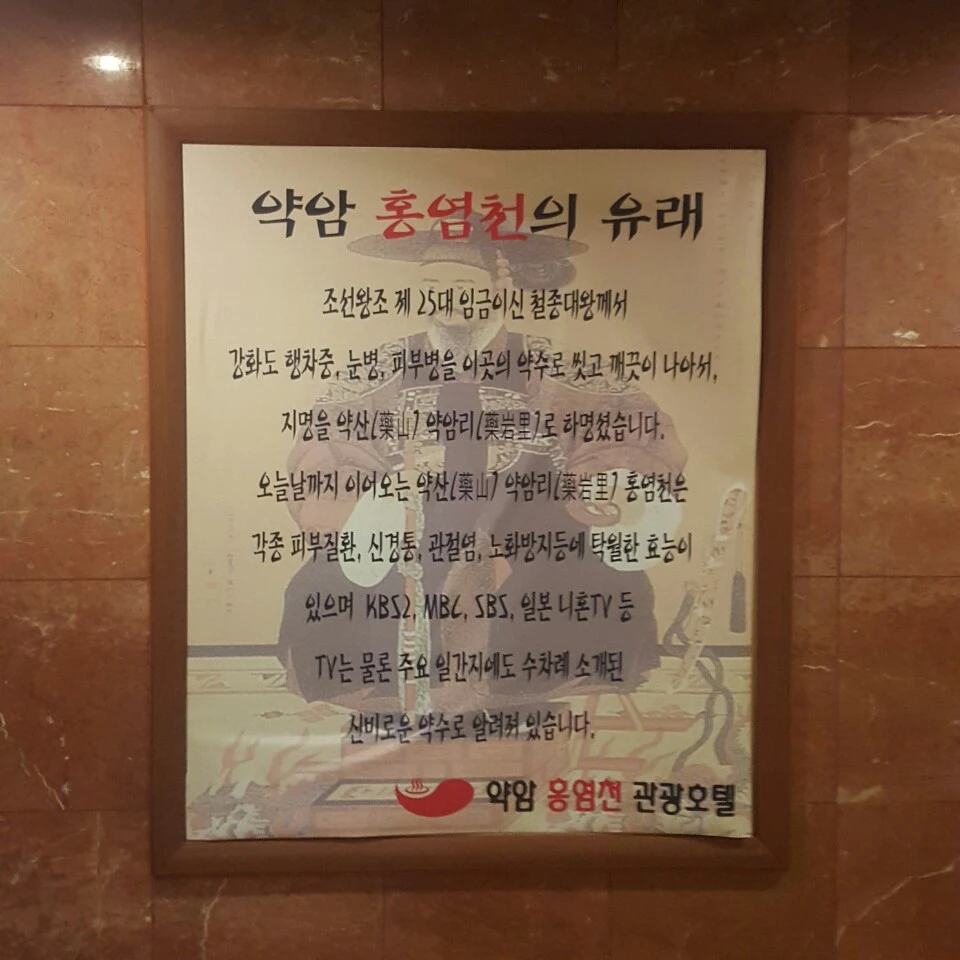 약암 홍염천의 유래
조선왕조 제 25대 임금이신 철종대왕께서
강화도 행차중, 눈병, 피부병을 이곳의 약수로 씻고 깨끗이 나아서,
지명을 약산(藥山) 약암리(藥岩里)로 하명셨습니다.
오늘날까지 이어오는 약산(藥山) 약암리(藥岩里) 홍염천은
각종 피부질환, 신경통, 관절염, 노화방지등에 탁월한 효능이
있으며 KBS2, MBC, SBS, 일본 니혼TV 등
TV는 물론 주요 일간지에도 수차례 소개된
신비로운 약수로 알려져 있습니다.
약암 홍염천 관광호텔